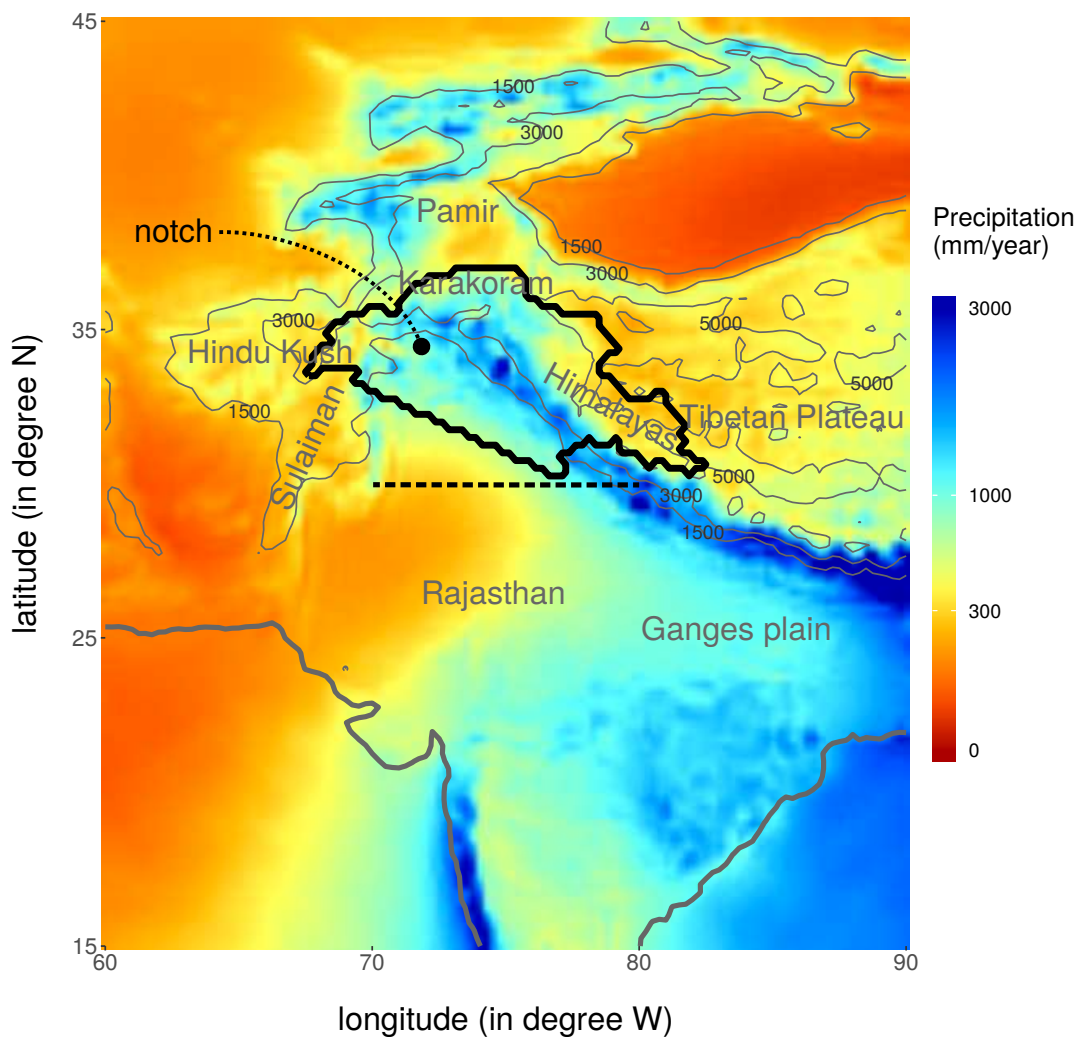 45
1500
3000
Precipitation
(mm/year)
Pamir
notch
1500
3000
Karakoram
3000
3000
35
3000
5000
Hindu Kush
Himalayas
5000
1500
Sulaiman
Tibetan Plateau
5000
3000
1000
1500
Rajasthan
300
Ganges plain
25
0
15
60
70
80
90
latitude (in degree N)
longitude (in degree W)